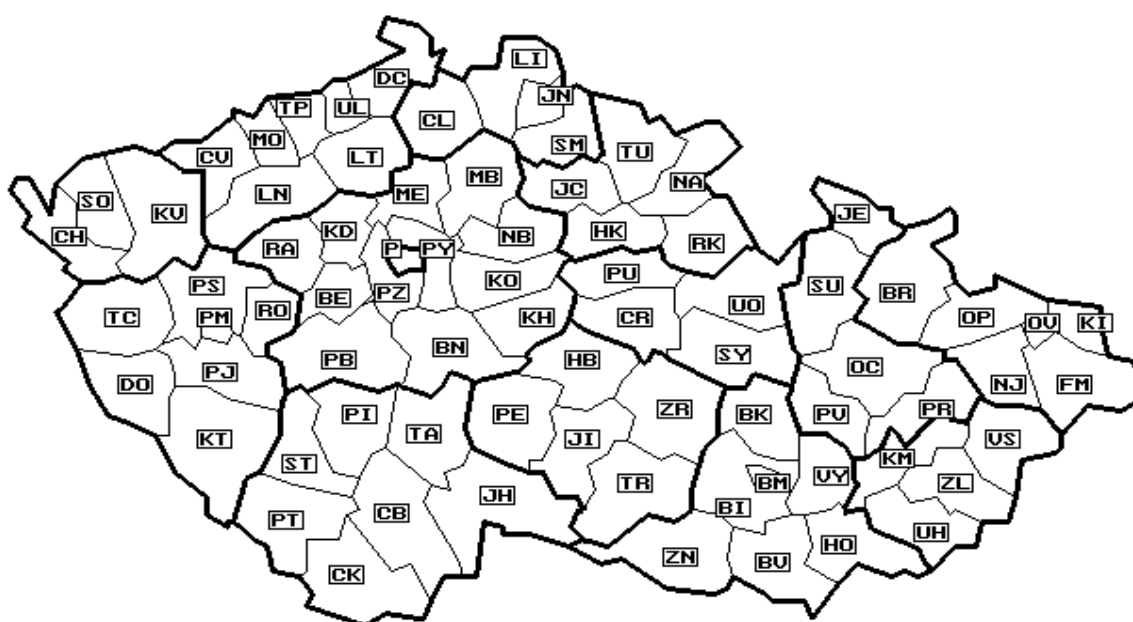 LI
DC
JN
TP
UL
CL
MO
SM
TU
CV
LT
MB
NA
ME
JC
SO
LN
KV
JE
KD
HK
CH
P
PY
NB
RK
RA
PU
KO
PS
SU
BR
BE
PZ
UO
RO
TC
PM
KH
CR
OP
OV
KI
BN
SY
PB
HB
OC
PJ
DO
NJ
FM
PR
ZR
PE
BK
PV
PI
TA
JI
KT
VS
ST
KM
TR
BM
VY
ZL
JH
BI
PT
CB
UH
HO
ZN
BV
CK